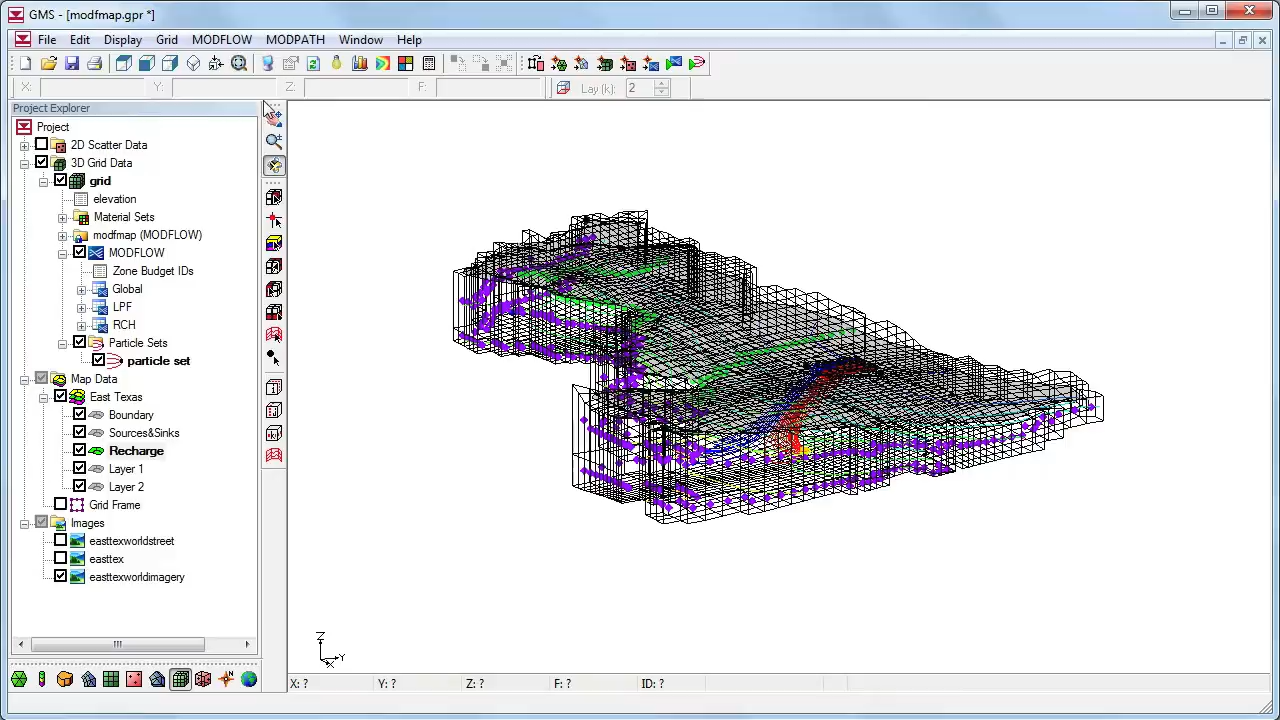 GMS - [modfmap.gpr *]
File Edit Display Grid MODFLOW MODPATH Window Help
X: Y: Z: F: Lay (k): 2
Project Explorer
Project
2D Scatter Data
3D Grid Data
grid
elevation
Material Sets
modfmap (MODFLOW)
MODFLOW
Zone Budget IDs
Global
LPF
RCH
Particle Sets
particle set
Map Data
East Texas
Boundary
Sources&Sinks
Recharge
Layer 1
Layer 2
Grid Frame
Images
easttexworldstreet
easttex
easttexworldimagery
Z
Y
X
X: ? Y: ? Z: ? F: ? ID: ?